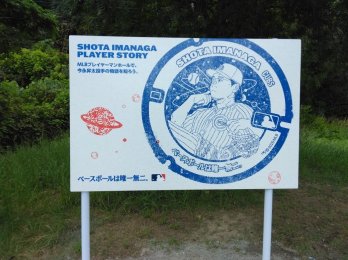 SHOTA IMANAGA
PLAYER STORY
MLBプレイヤーマンホールで、
今永昇太選手の物語を知ろう。
SHOTA IMANAGA
CUBS
ベースボールは唯一無二。
ベースボールは唯一無二。